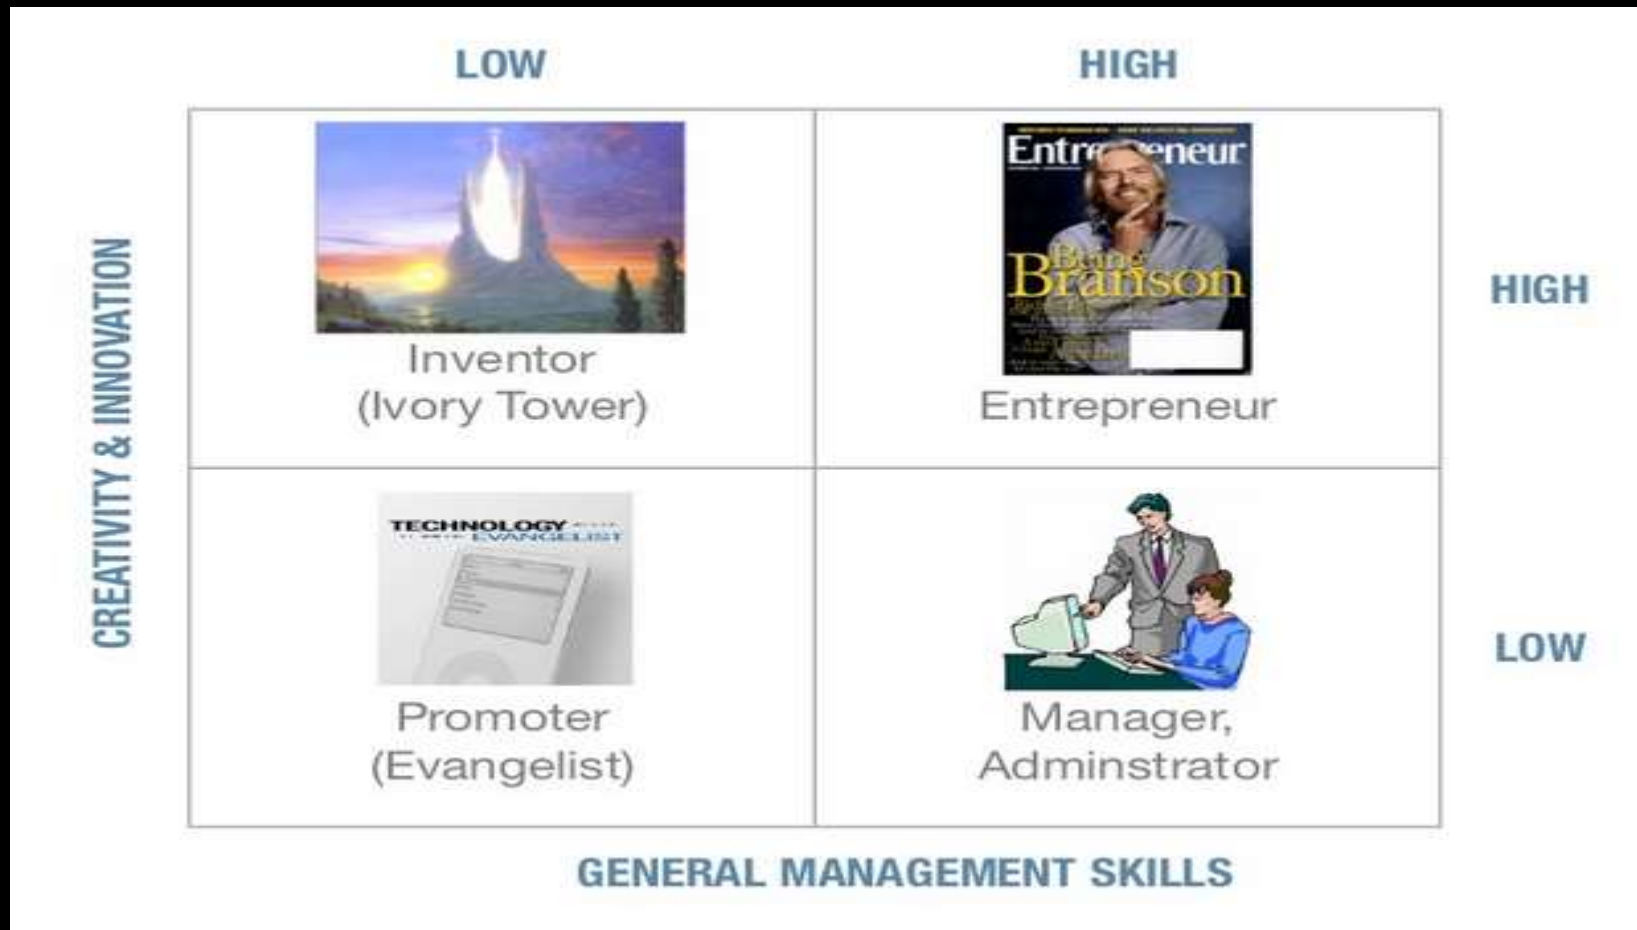 LOW
HIGH
Entrepreneur
Being
Branson
HIGH
CREATIVITY & INNOVATION
Inventor
(Ivory Tower)
Entrepreneur
TECHNOLOGY
EVANGELIST
LOW
Promoter
(Evangelist)
Manager,
Adminstrator
GENERAL MANAGEMENT SKILLS